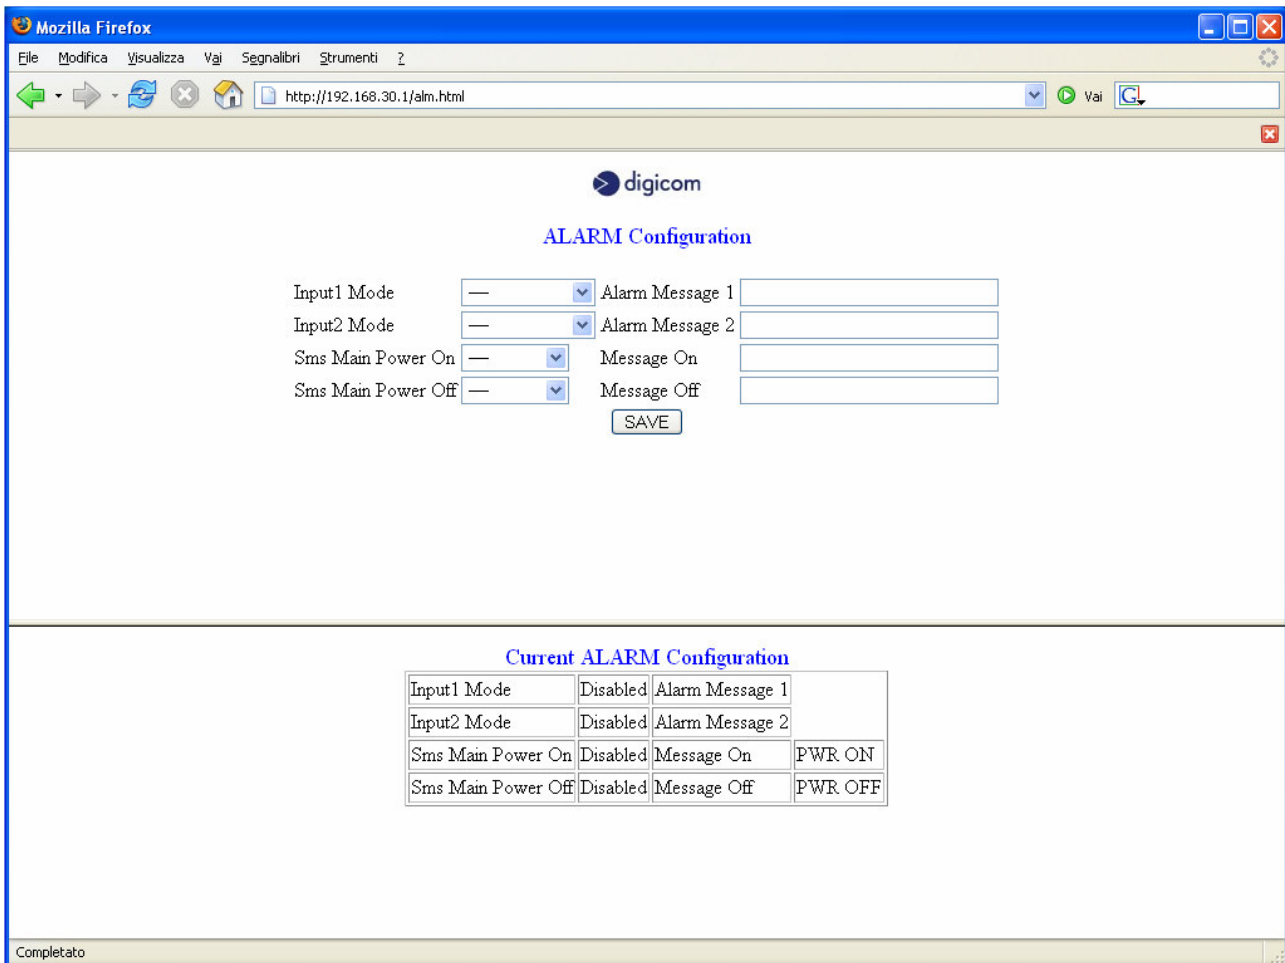 Mozilla Firefox
File Modifica Visualizza Vai Segnalibri Strumenti ?
http://192.168.30.1/alm.html Vai G
digicom
ALARM Configuration
Input1 Mode — Alarm Message 1
Input2 Mode — Alarm Message 2
Sms Main Power On — Message On
Sms Main Power Off — Message Off
SAVE
Current ALARM Configuration
Input1 Mode Disabled Alarm Message 1
Input2 Mode Disabled Alarm Message 2
Sms Main Power On Disabled Message On PWR ON
Sms Main Power Off Disabled Message Off PWR OFF
Completato